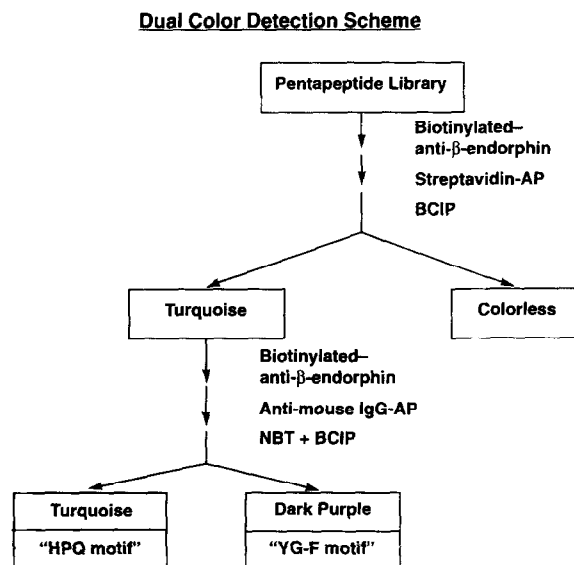 Dual Color Detection Scheme
Pentapeptide Library
Biotinylated–
anti-β-endorphin
Streptavidin-AP
BCIP
Turquoise
Colorless
Biotinylated–
anti-β-endorphin
Anti-mouse IgG-AP
NBT + BCIP
Turquoise
"HPQ motif"
Dark Purple
"YG-F motif"